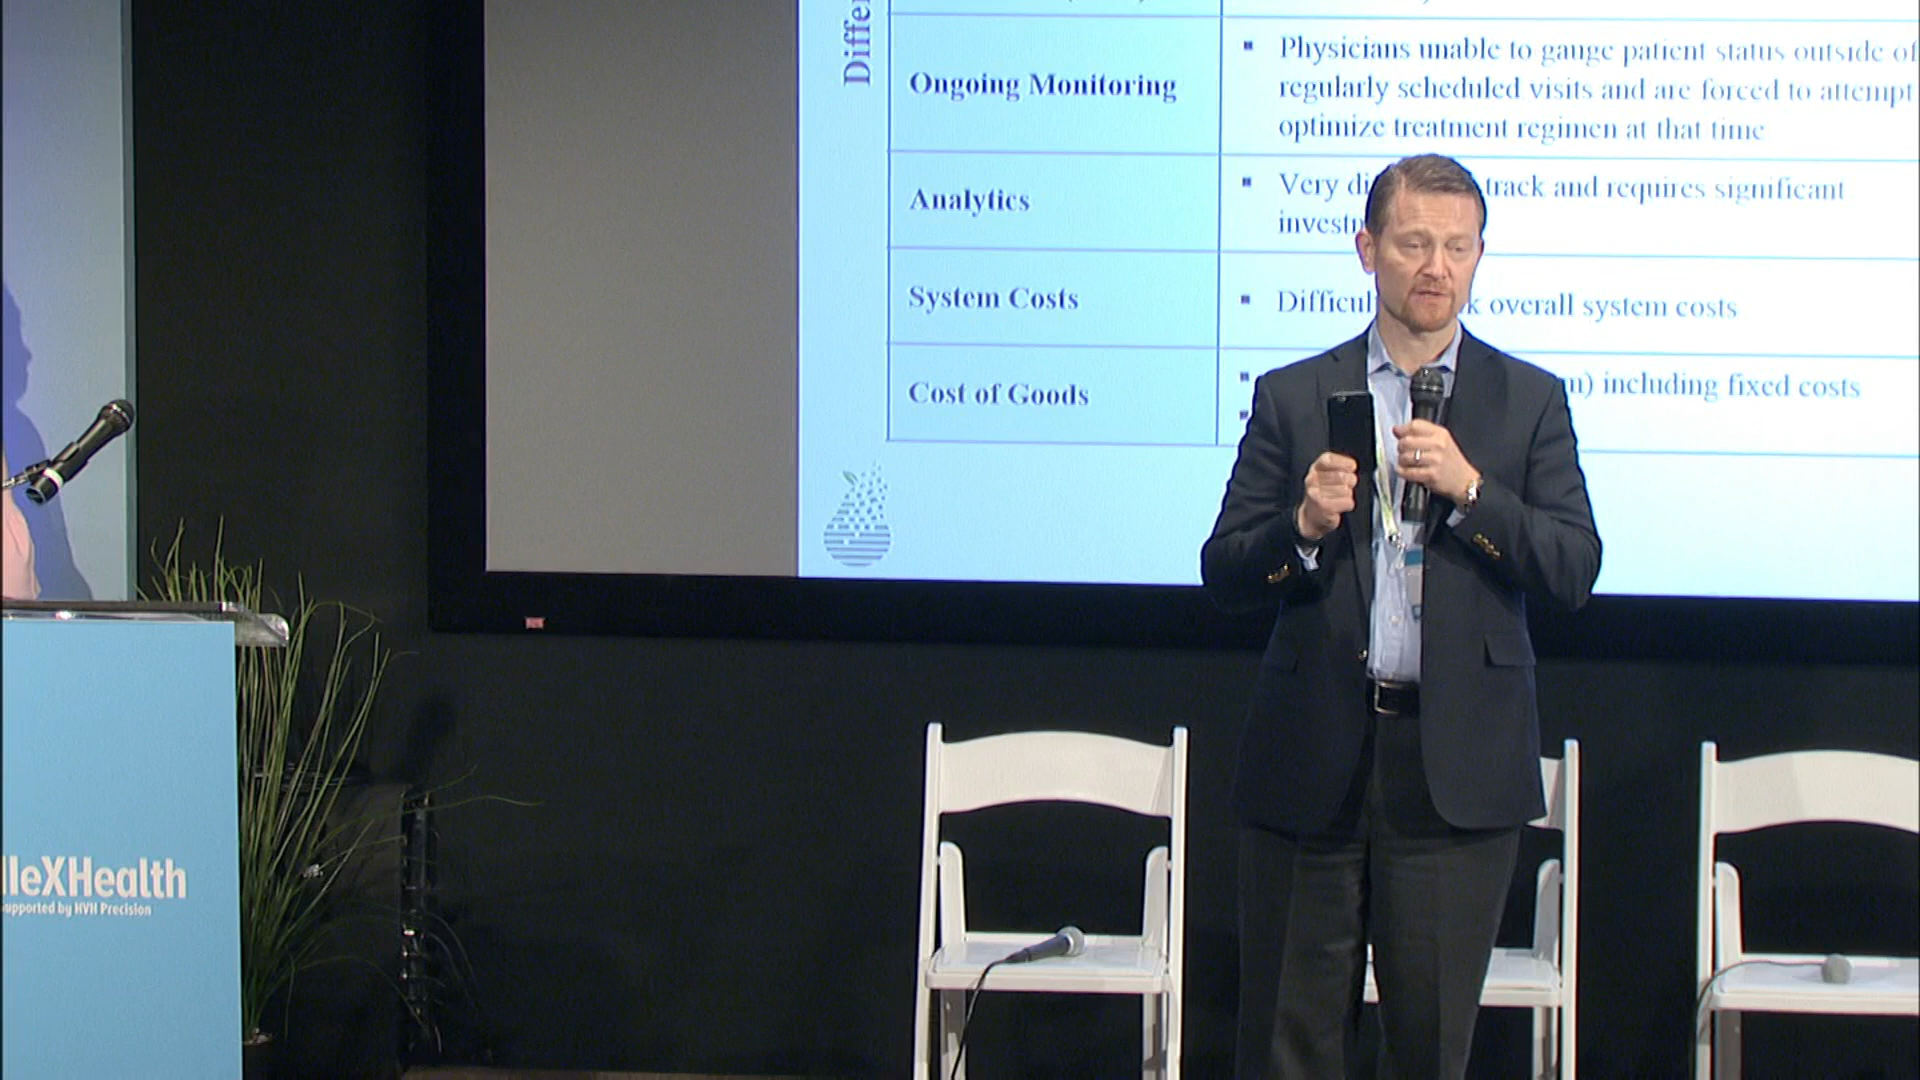 Diffe
Ongoing Monitoring
Physicians unable to gauge patient status outside of
regularly scheduled visits and are forced to attempt
optimize treatment regimen at that time
Analytics
Very di track and requires significant
invest
System Costs
Difficul k overall system costs
Cost of Goods
m) including fixed costs
lleXHealth
supported by HVH Precision